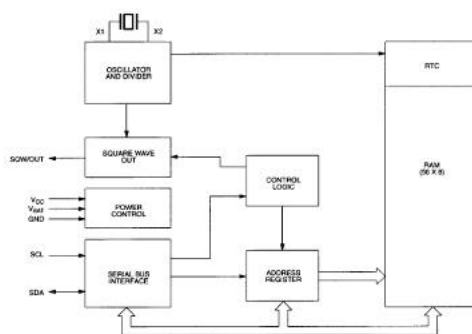 X1 X2
OSCILLATOR
AND DIVIDER
RTC
SQW/OUT
SQUARE WAVE
OUT
RAM
(56 X 8)
CONTROL
LOGIC
VCC
VBAT
GND
POWER
CONTROL
SCL
SDA
SERIAL BUS
INTERFACE
ADDRESS
REGISTER